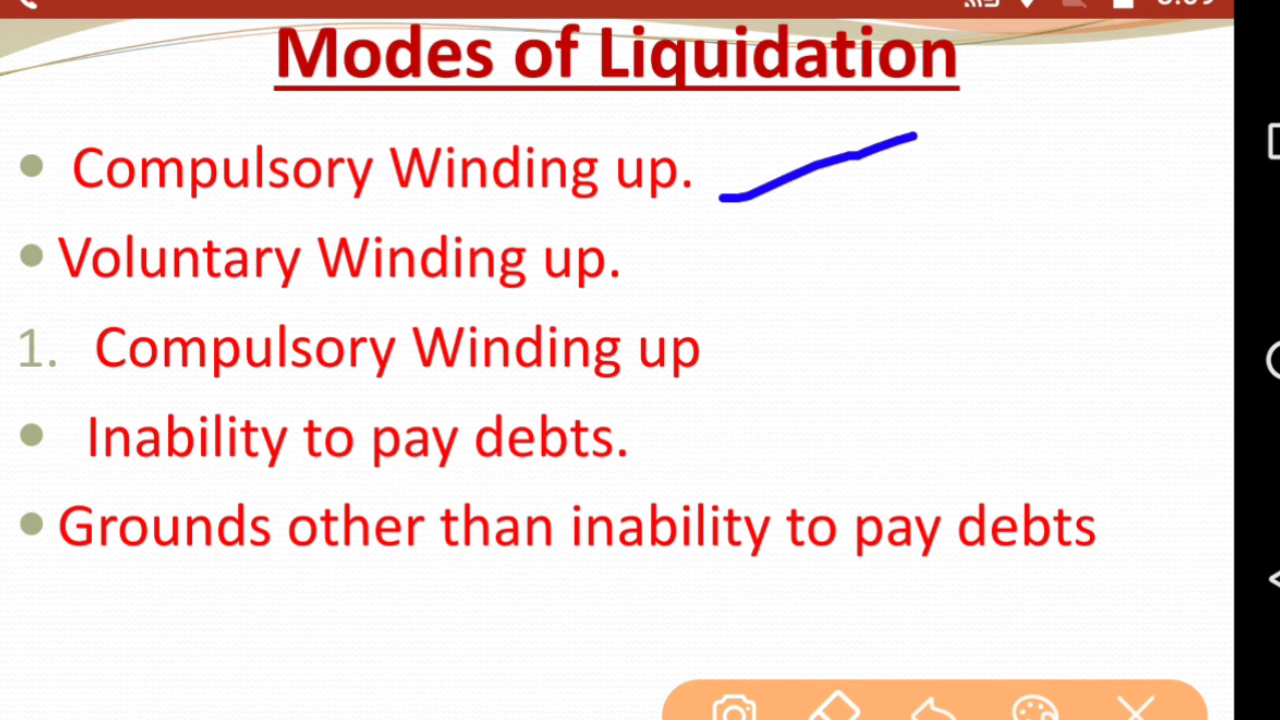 Modes of Liquidation
Compulsory Winding up.
Voluntary Winding up.
1. Compulsory Winding up
Inability to pay debts.
Grounds other than inability to pay debts